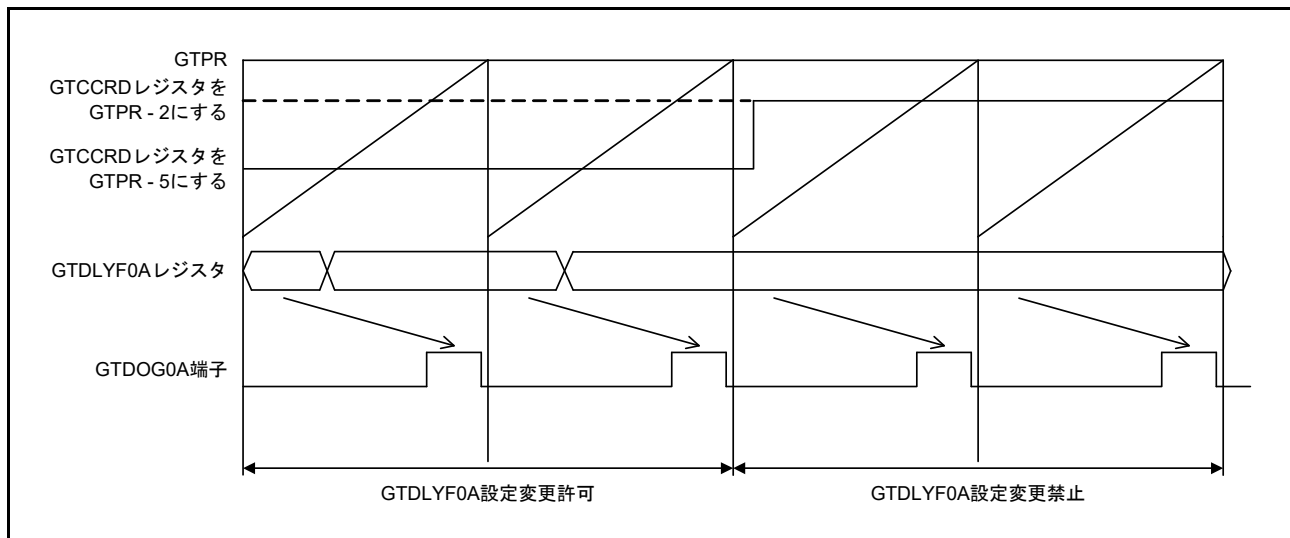 GTPR
GTCCRDレジスタを
GTPR - 2にする
GTCCRDレジスタを
GTPR - 5にする
GTDLYF0Aレジスタ
GTDOG0A端子
GTDLYF0A設定変更許可
GTDLYF0A設定変更禁止